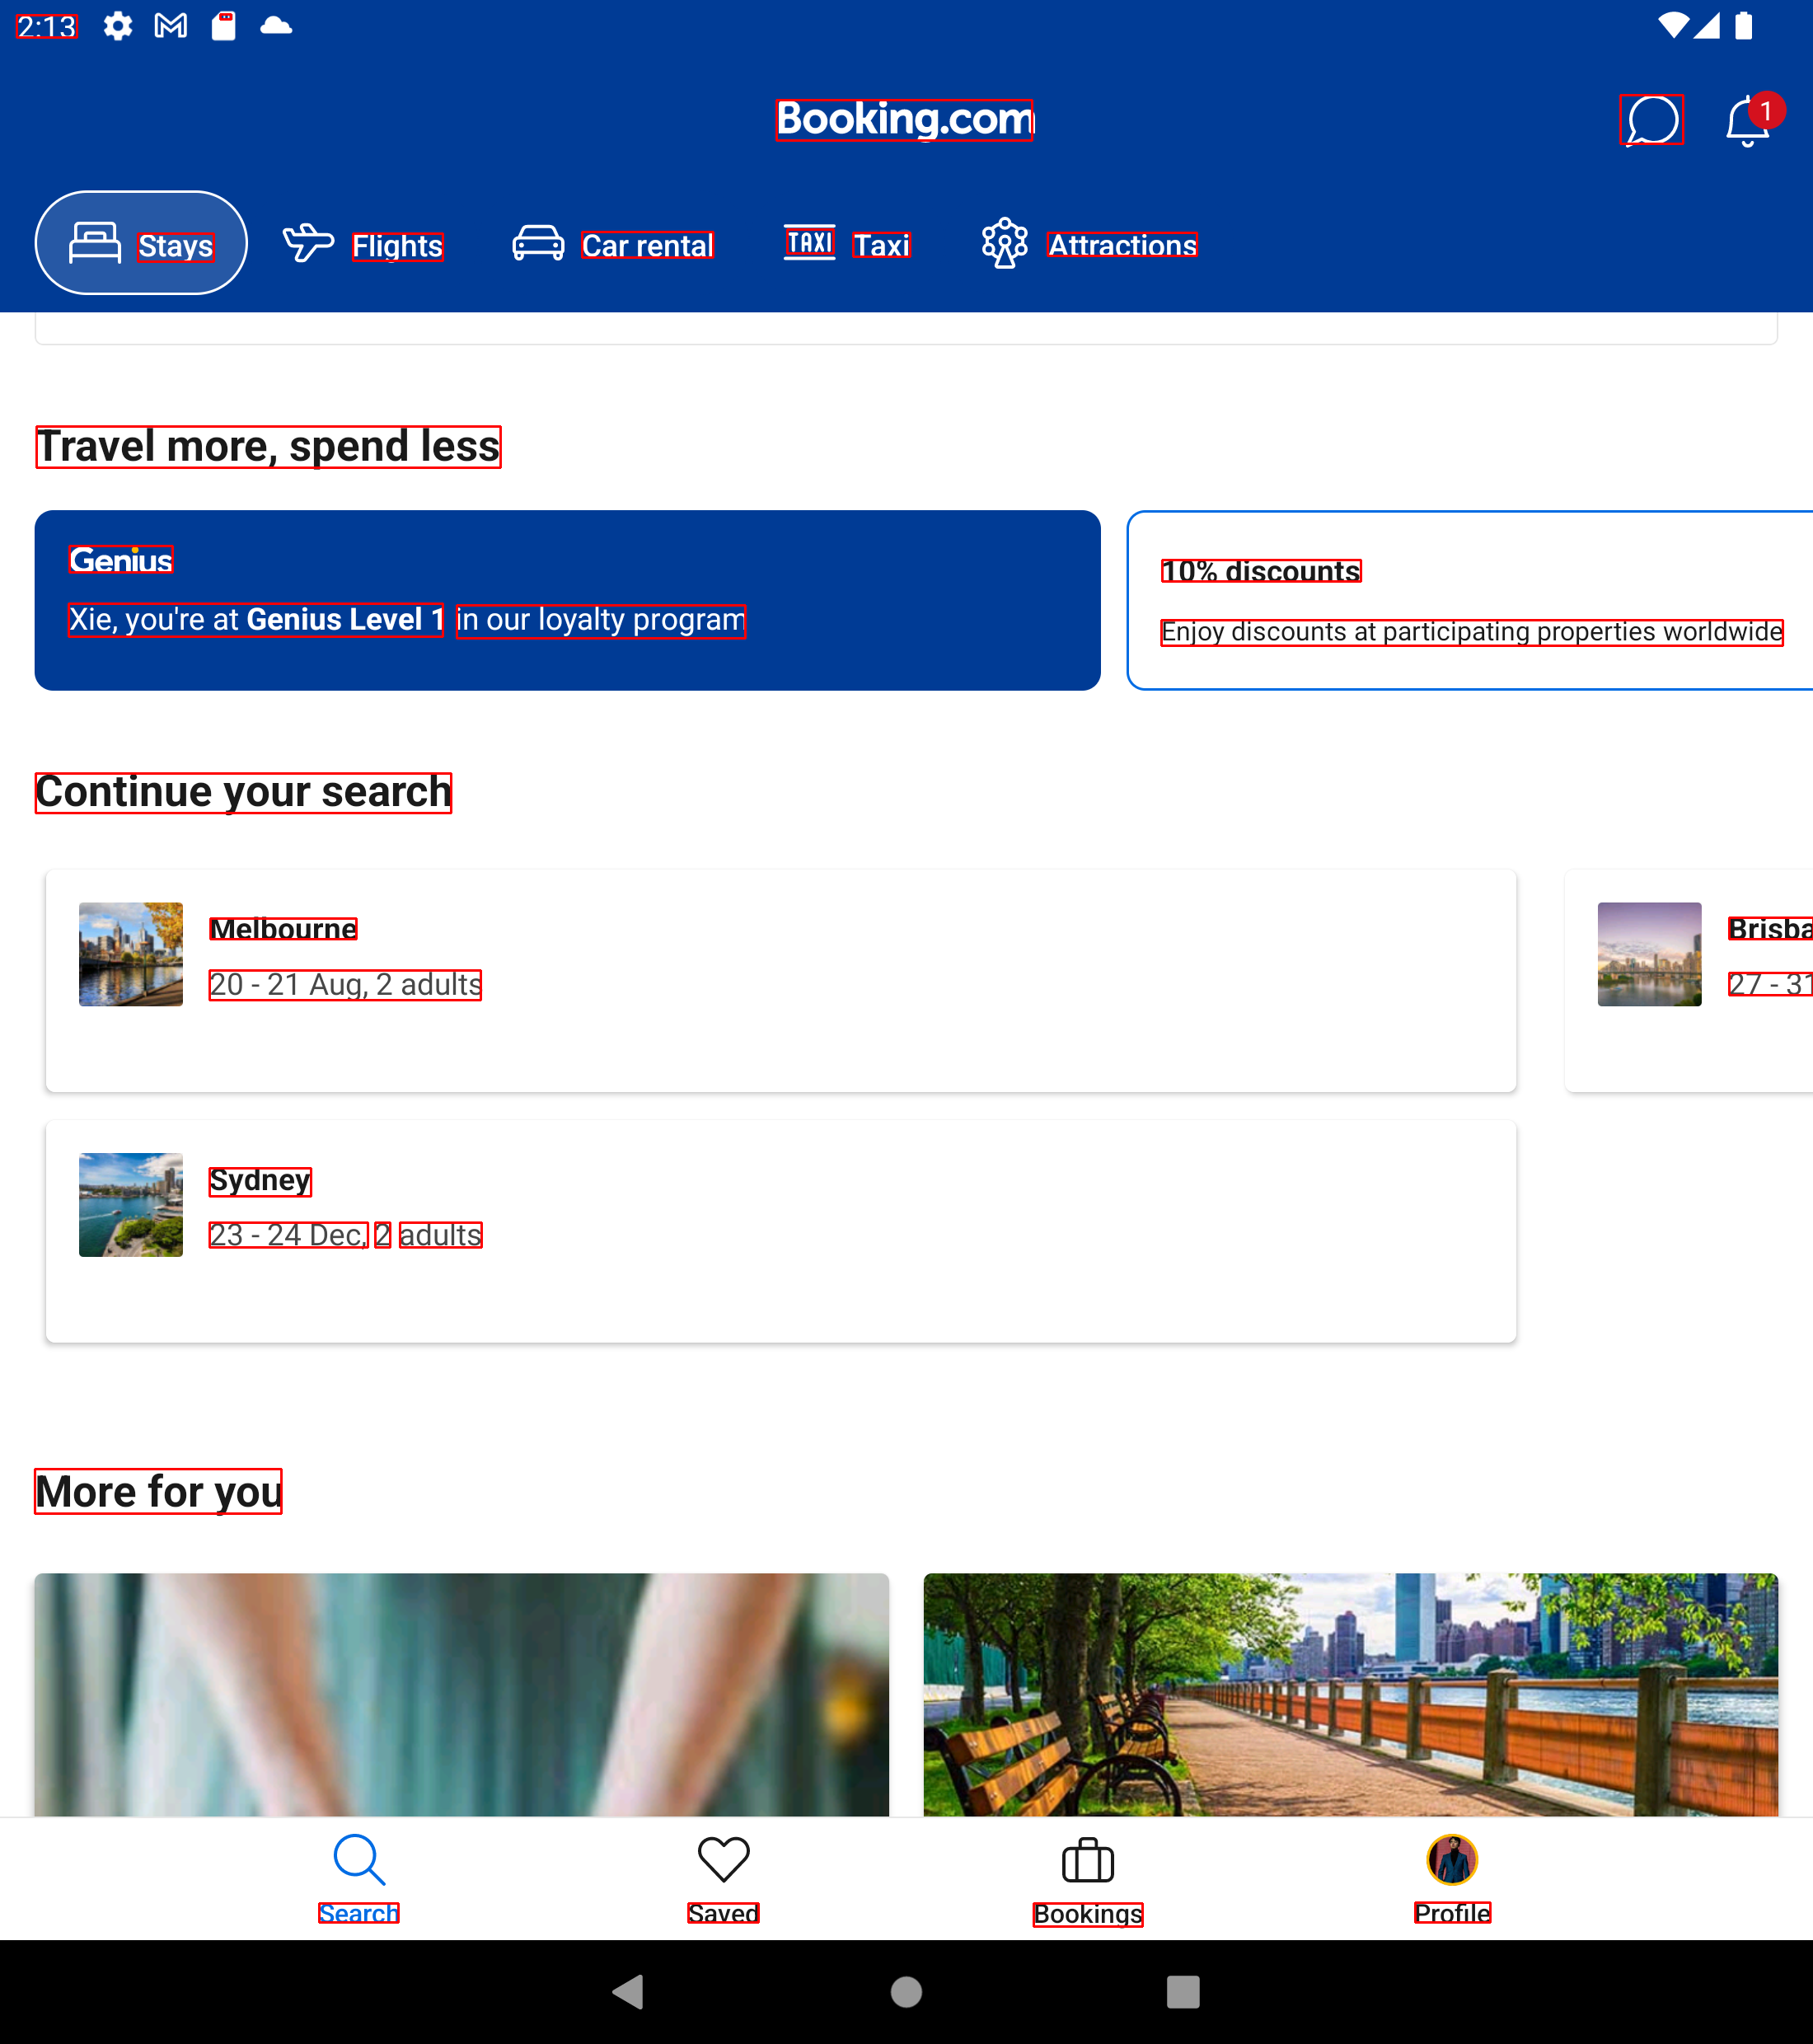 2:13
Booking.com
1
Stays
Flights
Car rental
TAXI
Taxi
Attractions
Travel more, spend less
Genius
Xie, you're at Genius Level 1 in our loyalty program
10% discounts
Enjoy discounts at participating properties worldwide
Continue your search
Melbourne
20 - 21 Aug, 2 adults
Brisba
27 - 31
Sydney
23 - 24 Dec, 2 adults
More for you
Search
Saved
Bookings
Profile